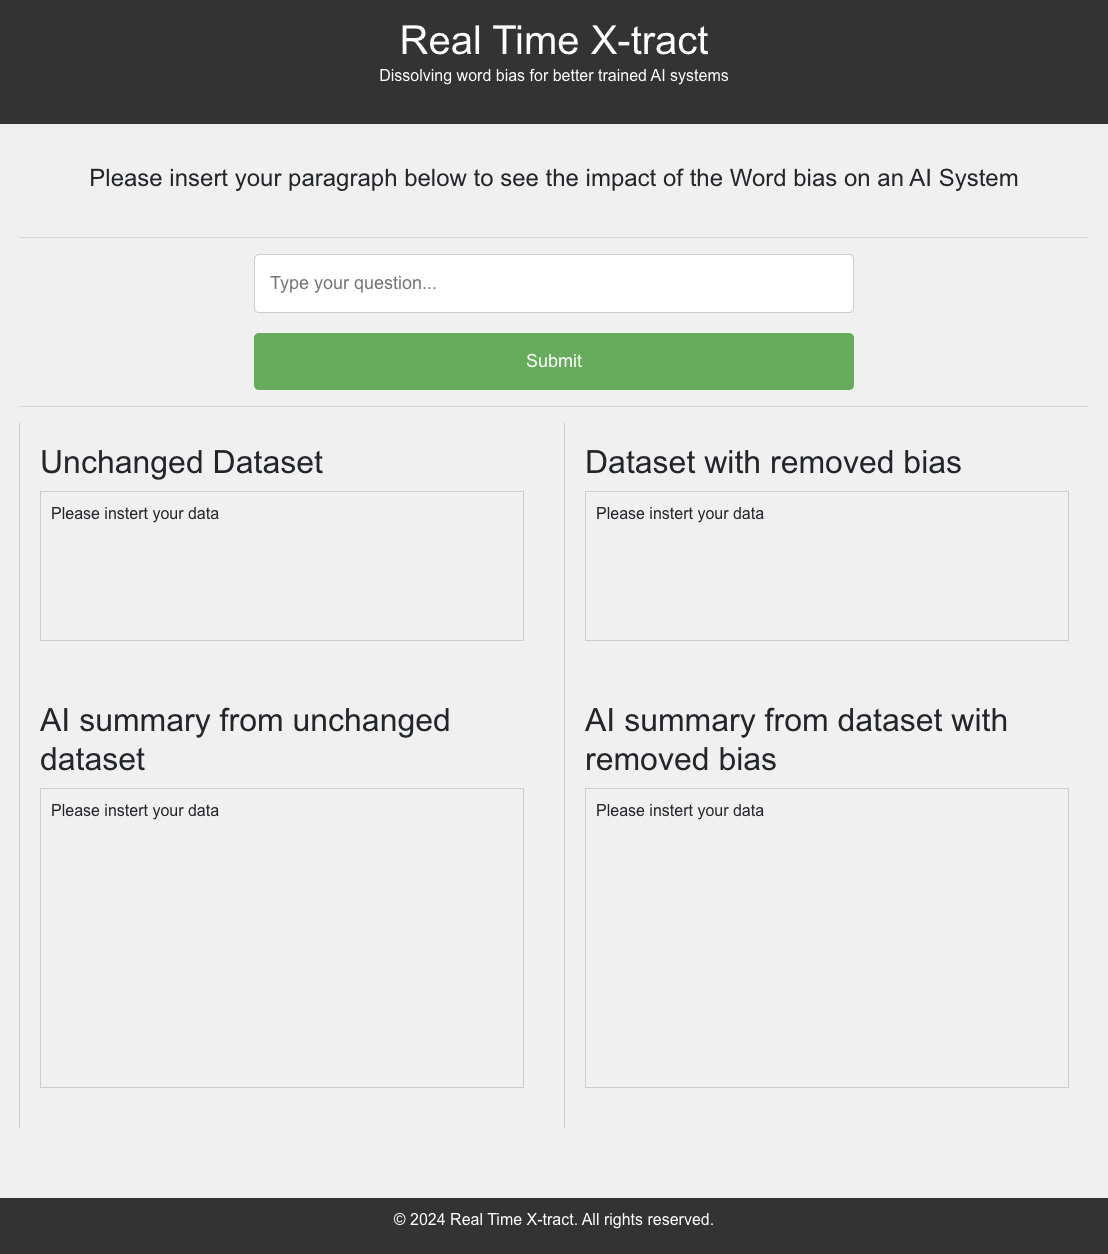 Real Time X-tract
Dissolving word bias for better trained AI systems
Please insert your paragraph below to see the impact of the Word bias on an AI System
Type your question...
Submit
Unchanged Dataset
Please instert your data
Dataset with removed bias
Please instert your data
AI summary from unchanged
dataset
Please instert your data
AI summary from dataset with
removed bias
Please instert your data
© 2024 Real Time X-tract. All rights reserved.